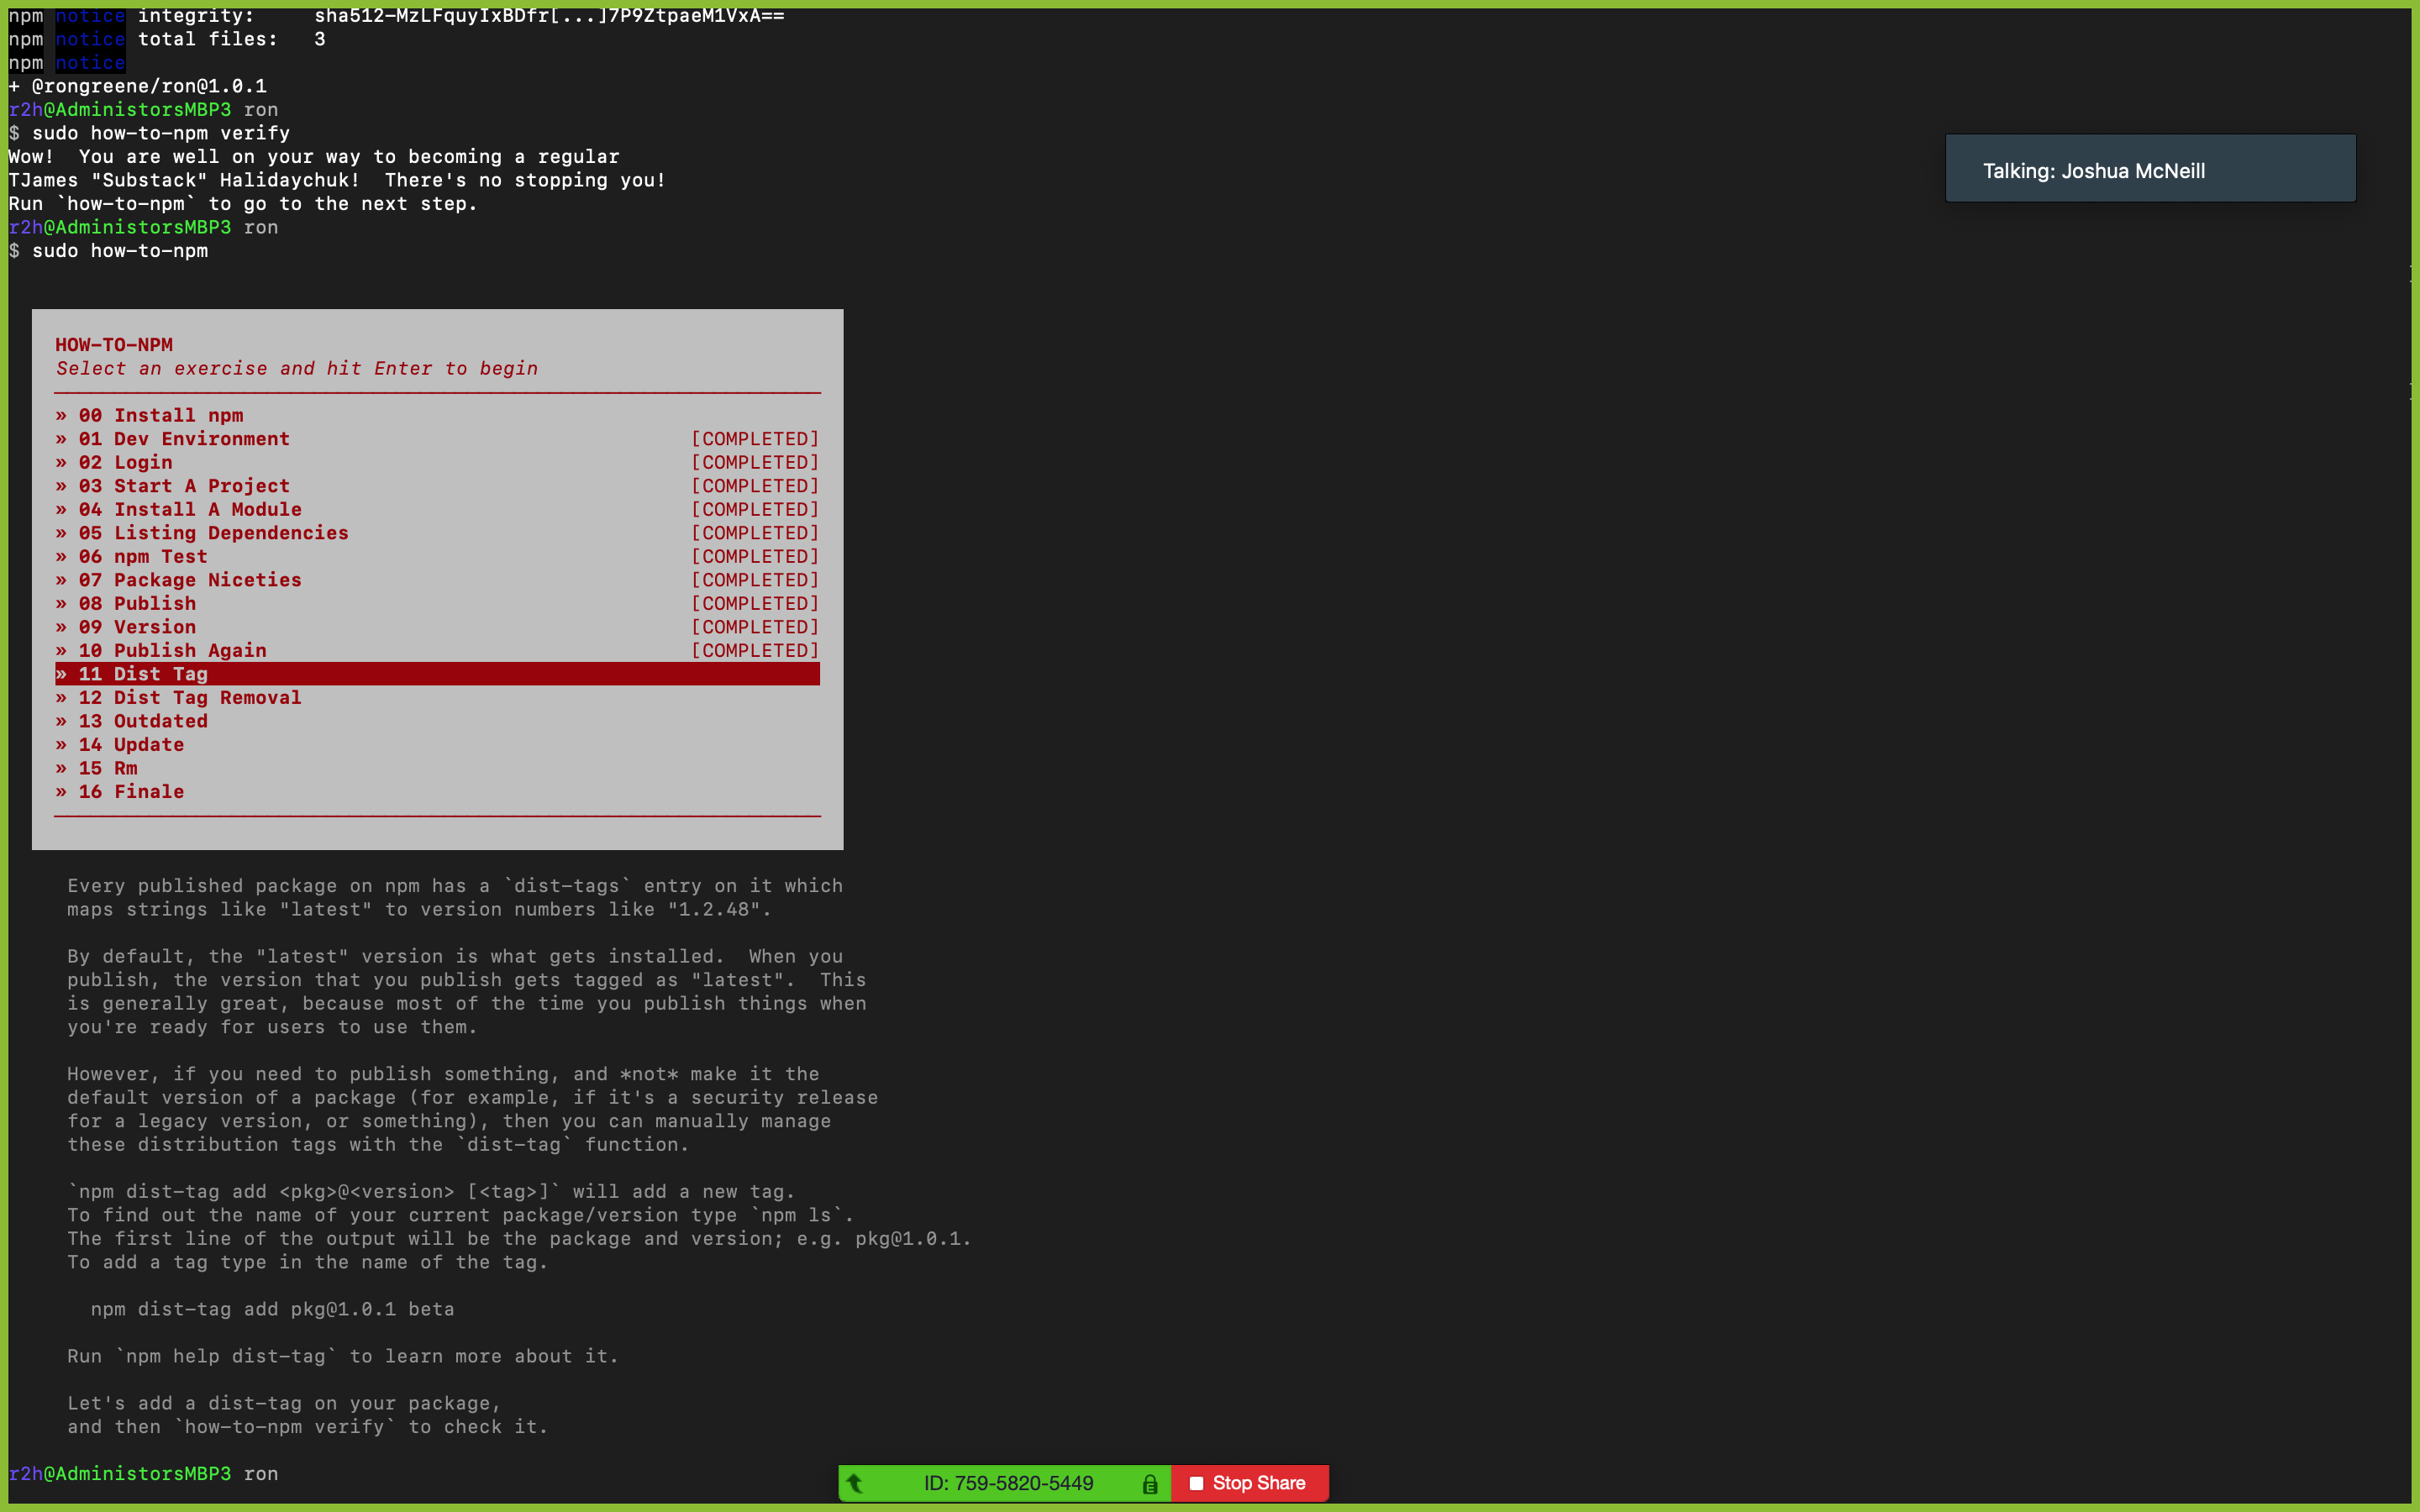 npm notice integrity:     sha512-MzLFquyIxBDfr[...]7P9ZtpaeM1VxA==
npm notice total files:   3
npm notice
+ @rongreene/ron@1.0.1
r2h@AdministorsMBP3 ron
$ sudo how-to-npm verify
Wow!  You are well on your way to becoming a regular
TJames "Substack" Halidaychuk!  There's no stopping you!
Run `how-to-npm` to go to the next step.
r2h@AdministorsMBP3 ron
$ sudo how-to-npm
Talking: Joshua McNeill
HOW-TO-NPM
Select an exercise and hit Enter to begin
» 00 Install npm
» 01 Dev Environment [COMPLETED]
» 02 Login [COMPLETED]
» 03 Start A Project [COMPLETED]
» 04 Install A Module [COMPLETED]
» 05 Listing Dependencies [COMPLETED]
» 06 npm Test [COMPLETED]
» 07 Package Niceties [COMPLETED]
» 08 Publish [COMPLETED]
» 09 Version [COMPLETED]
» 10 Publish Again [COMPLETED]
» 11 Dist Tag
» 12 Dist Tag Removal
» 13 Outdated
» 14 Update
» 15 Rm
» 16 Finale
Every published package on npm has a `dist-tags` entry on it which
maps strings like "latest" to version numbers like "1.2.48".
By default, the "latest" version is what gets installed.  When you
publish, the version that you publish gets tagged as "latest".  This
is generally great, because most of the time you publish things when
you're ready for users to use them.
However, if you need to publish something, and *not* make it the
default version of a package (for example, if it's a security release
for a legacy version, or something), then you can manually manage
these distribution tags with the `dist-tag` function.
`npm dist-tag add <pkg>@<version> [<tag>]` will add a new tag.
To find out the name of your current package/version type `npm ls`.
The first line of the output will be the package and version; e.g. pkg@1.0.1.
To add a tag type in the name of the tag.
npm dist-tag add pkg@1.0.1 beta
Run `npm help dist-tag` to learn more about it.
Let's add a dist-tag on your package,
and then `how-to-npm verify` to check it.
r2h@AdministorsMBP3 ron
ID: 759-5820-5449
Stop Share